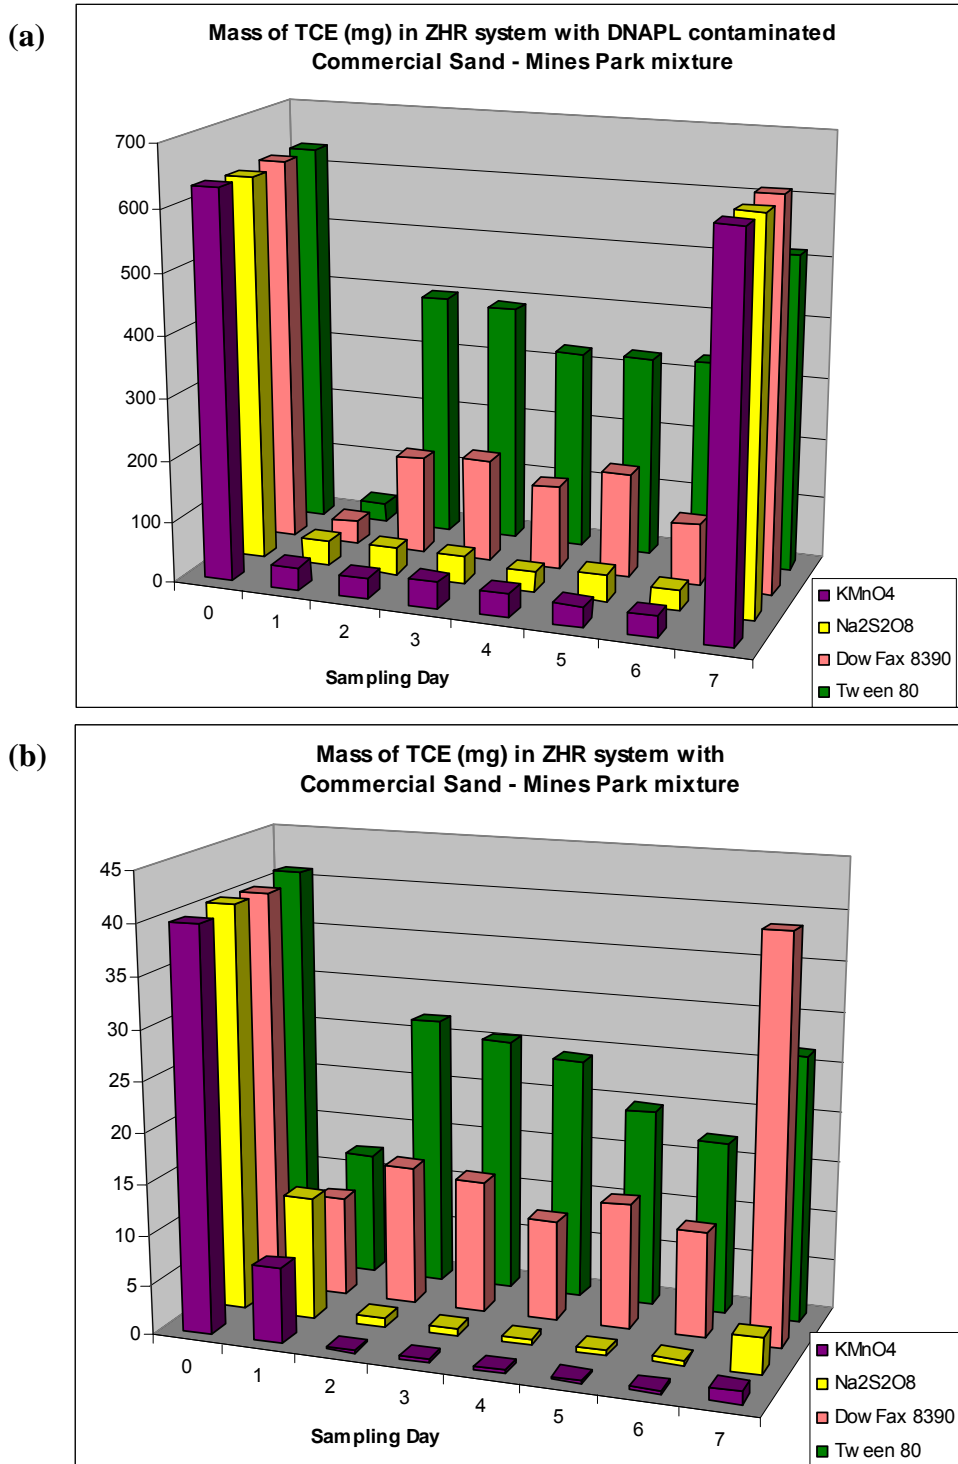 (a)
Mass of TCE (mg) in ZHR system with DNAPL contaminated
Commercial Sand - Mines Park mixture
700
600
500
400
300
200
100
0
0
1
2
3
4
5
6
7
Sampling Day
KMnO4
Na2S2O8
Dow Fax 8390
Tween 80
(b)
Mass of TCE (mg) in ZHR system with
Commercial Sand - Mines Park mixture
45
40
35
30
25
20
15
10
5
0
0
1
2
3
4
5
6
7
Sampling Day
KMnO4
Na2S2O8
Dow Fax 8390
Tween 80